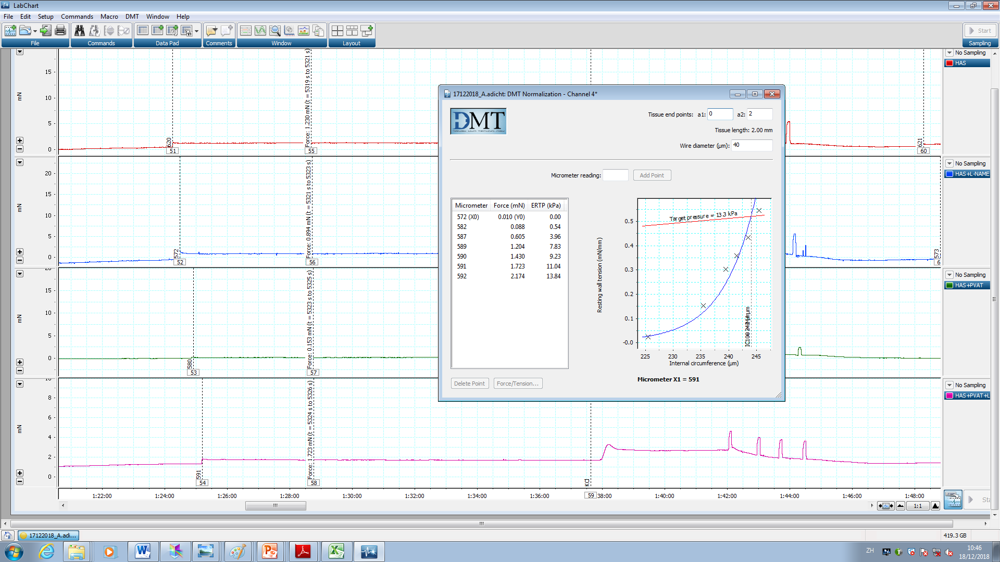 LabChart
File Edit Setup Commands Macro DMT Window Help
File Commands Data Pad Comments Window Layout
Start
Sampling
15
10
5
0
mN
620
51
Force: 1.230 mN (t = 5319 s to 5321 s)
55
621
60
No Sampling
HAS
20
15
10
5
0
mN
572
52
Force: 0.894 mN (t = 5321 s to 5323 s)
56
573
6
No Sampling
HAS+L-NAME
20
15
10
5
0
mN
580
53
Force: 0.153 mN (t = 5323 s to 5325 s)
57
No Sampling
HAS+PVAT
8
6
4
2
0
mN
591
54
Force: 1.723 mN (t = 5324 s to 5326 s)
58
KCl
59
No Sampling
HAS+PVAT+L
1:22:00 1:24:00 1:26:00 1:28:00 1:30:00 1:32:00 1:34:00 1:36:00 38:00 1:40:00 1:42:00 1:44:00 1:46:00 1:48:00
1:1
Sta
17122018_A.adicht: DMT Normalization - Channel 4*
DMT
Tissue end points: a1: 0 a2: 2
Tissue length: 2.00 mm
Wire diameter (µm): 40
Micrometer reading:
Add Point
Micrometer Force (mN) ERTP (kPa)
572 (X0) 0.010 (Y0) 0.00
582 0.088 0.54
587 0.605 3.96
589 1.204 7.83
590 1.430 9.23
591 1.723 11.04
592 2.174 13.84
Delete Point
Force/Tension...
Target pressure = 13.3 kPa
0.5
0.4
0.3
0.2
0.1
-0.0
Resting wall tension (mN/mm)
225 230 235 240 245
Internal circumference (µm)
Micrometer X1 = 591
17122018_A.adi...
419.3 GB
ZH
10:46
18/12/2018